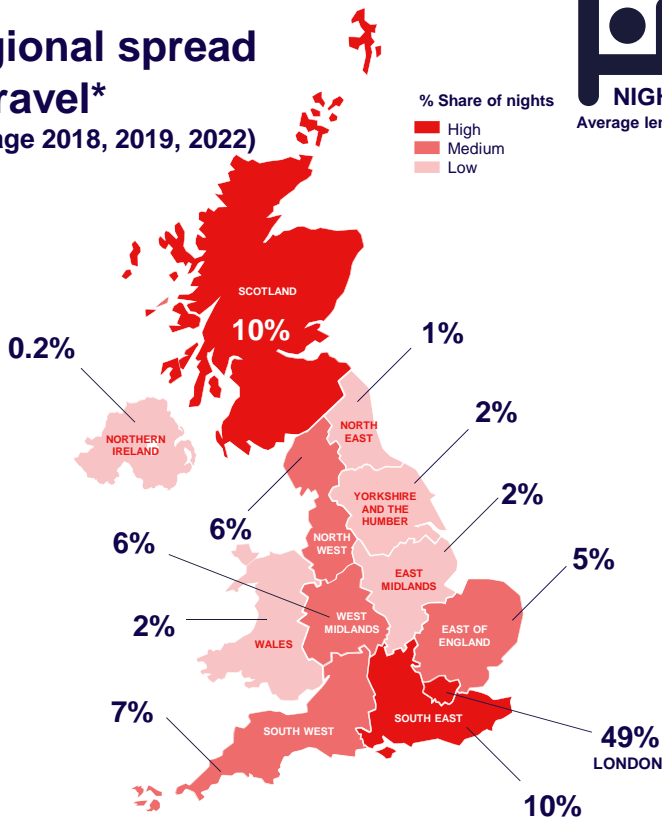 gional spread
ravel*
age 2018, 2019, 2022)
% Share of nights
High
Medium
Low
NIGH
Average len
SCOTLAND
10%
0.2%
1%
NORTHERN
IRELAND
NORTH
EAST
2%
YORKSHIRE
AND THE
HUMBER
2%
6%
NORTH
WEST
6%
EAST
MIDLANDS
5%
WEST
MIDLANDS
2%
WALES
EAST OF
ENGLAND
7%
SOUTH WEST
SOUTH EAST
49%
LONDON
10%